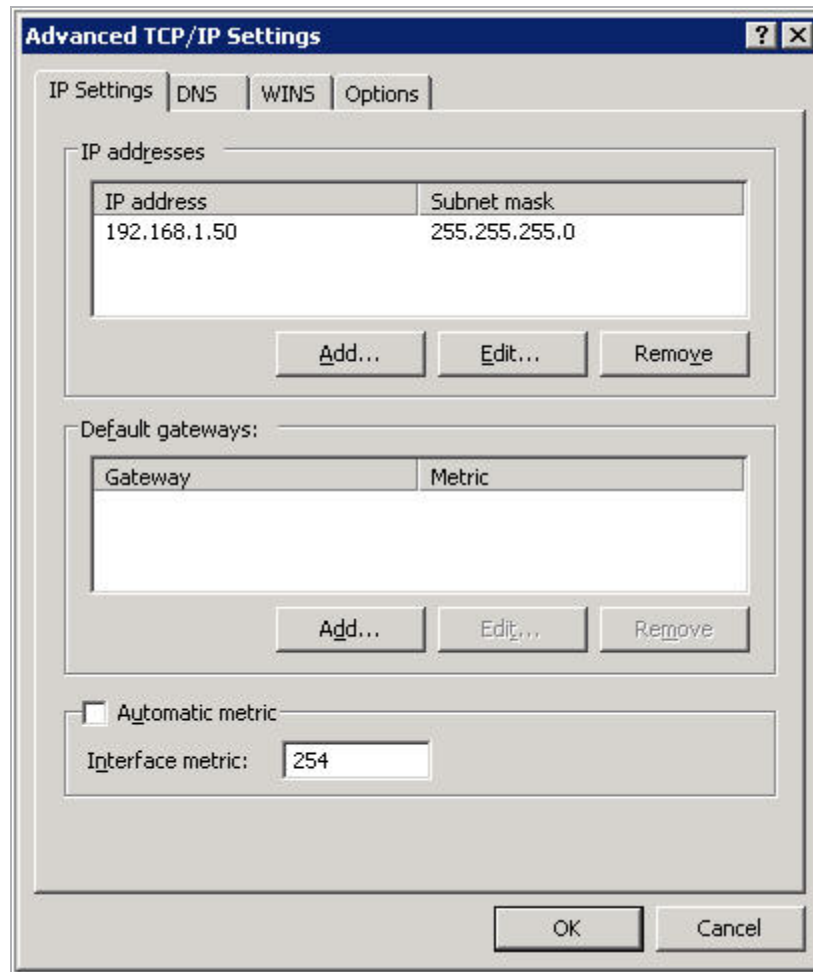 Advanced TCP/IP Settings
IP Settings DNS WINS Options
IP addresses
IP address Subnet mask
192.168.1.50 255.255.255.0
Add... Edit... Remove
Default gateways:
Gateway Metric
Add... Edit... Remove
Automatic metric
Interface metric: 254
OK Cancel